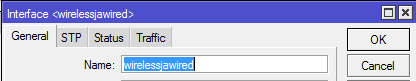 Interface <wirelessjawired>
General STP Status Traffic OK
Name: wirelessjawired Cancel